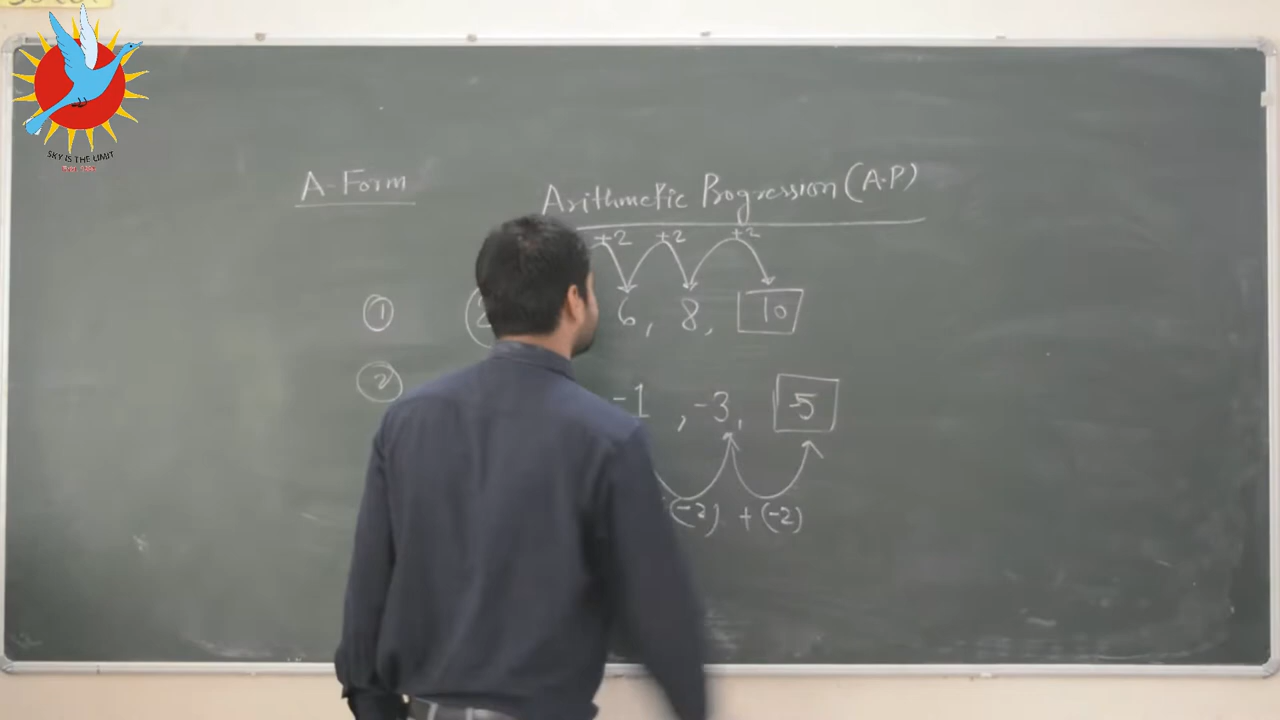 SKY IS THE LIMIT
A-Form
Arithmetic Progression (A.P)
+2 +2 +2
① 2 6, 8, 10
② -1 , -3, -5
(-2) + (-2)